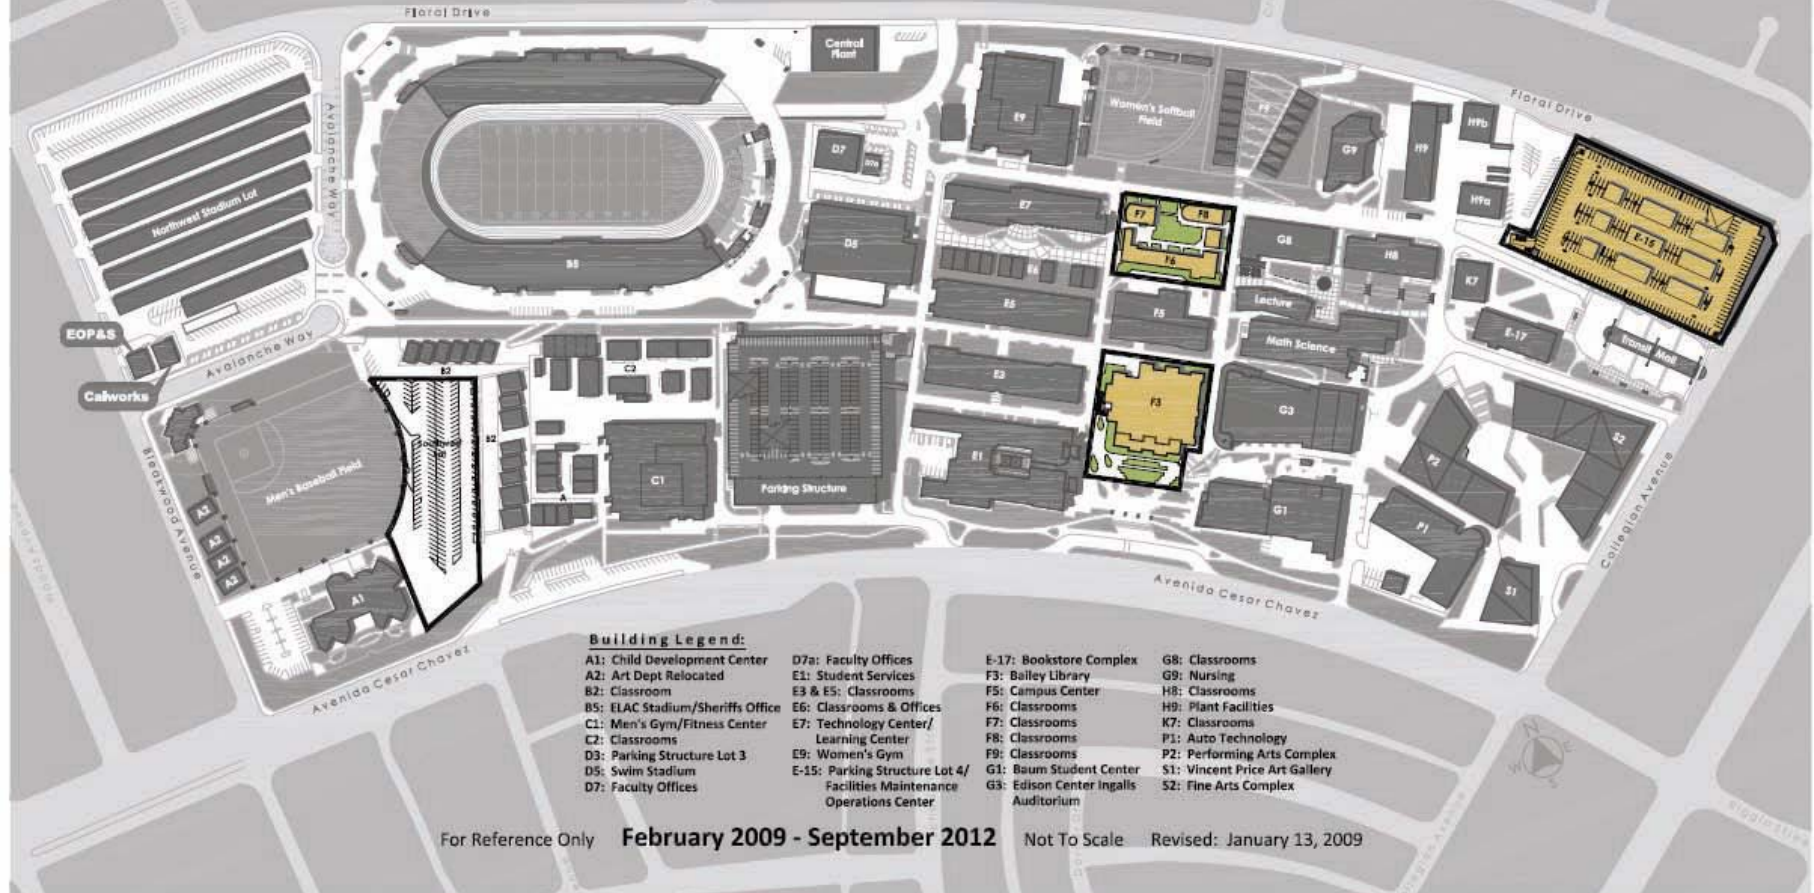 Floral Drive
Central
Plant
Floral Drive
Avalanche Way
Northwest Stadium Lot
B5
D7
D7a
D5
E9
Women's Softball
Field
F9
G9
H9
H9b
H9a
E7
F7
F8
F6
G8
H8
K7
E-15
E6
E5
F5
Lecture
Math Science
E-17
Transit Mall
EOP&S
Calworks
Avalanche Way
B2
B2
C2
E3
F3
G3
P2
S2
Men's Baseball Field
A
C1
Parking Structure
E1
G1
P1
S1
A2
A2
A2
A2
A1
Bleakwood Avenue
Collegian Avenue
Avenida Cesar Chavez
Avenida Cesar Chavez
N
E
S
W
Building Legend:
A1: Child Development Center
A2: Art Dept Relocated
B2: Classroom
B5: ELAC Stadium/Sheriffs Office
C1: Men's Gym/Fitness Center
C2: Classrooms
D3: Parking Structure Lot 3
D5: Swim Stadium
D7: Faculty Offices
D7a: Faculty Offices
E1: Student Services
E3 & E5: Classrooms
E6: Classrooms & Offices
E7: Technology Center/
Learning Center
E9: Women's Gym
E-15: Parking Structure Lot 4/
Facilities Maintenance
Operations Center
E-17: Bookstore Complex
F3: Bailey Library
F5: Campus Center
F6: Classrooms
F7: Classrooms
F8: Classrooms
F9: Classrooms
G1: Baum Student Center
G3: Edison Center Ingalls
Auditorium
G8: Classrooms
G9: Nursing
H8: Classrooms
H9: Plant Facilities
K7: Classrooms
P1: Auto Technology
P2: Performing Arts Complex
S1: Vincent Price Art Gallery
S2: Fine Arts Complex
For Reference Only February 2009 - September 2012 Not To Scale Revised: January 13, 2009